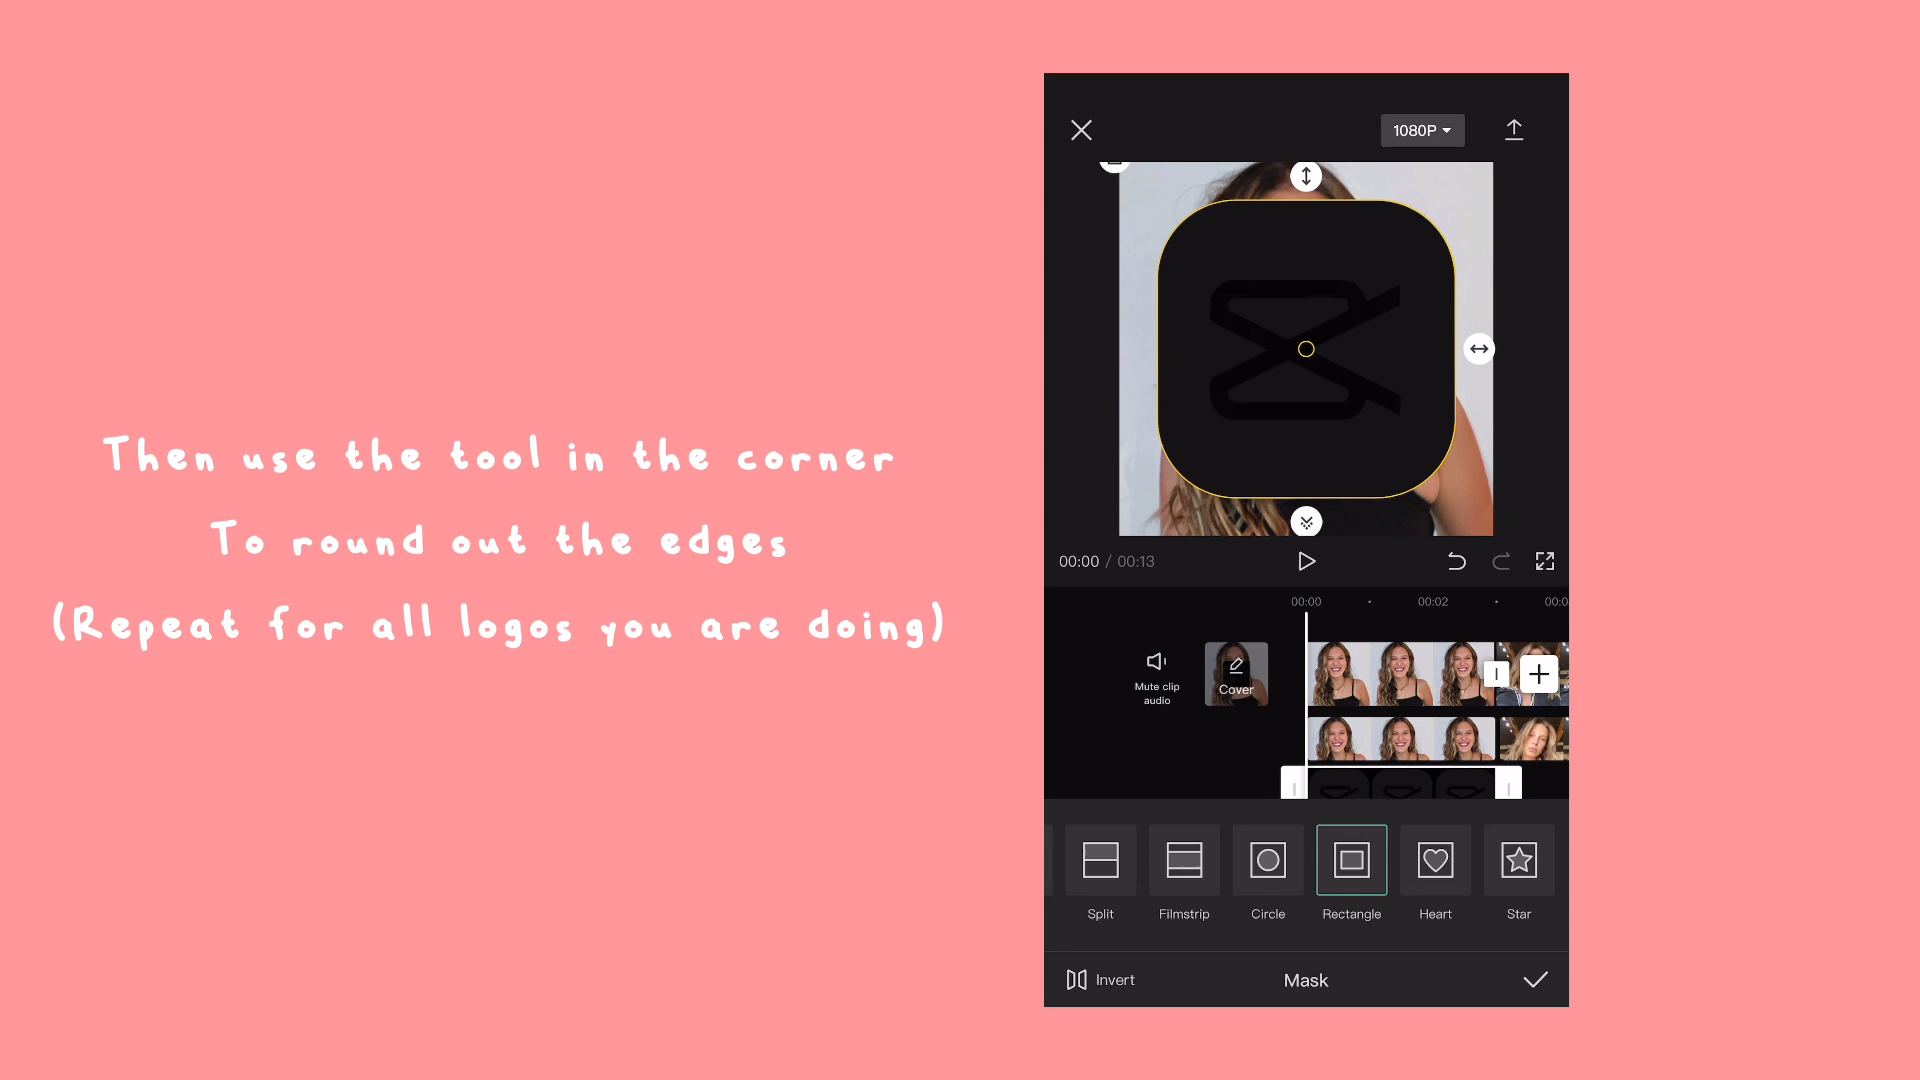 Then use the tool in the corner
To round out the edges
(Repeat for all logos you are doing)
1080P
00:00 / 00:13
00:00
00:02
00:0
Mute clip
audio
Cover
Split
Filmstrip
Circle
Rectangle
Heart
Star
Invert
Mask